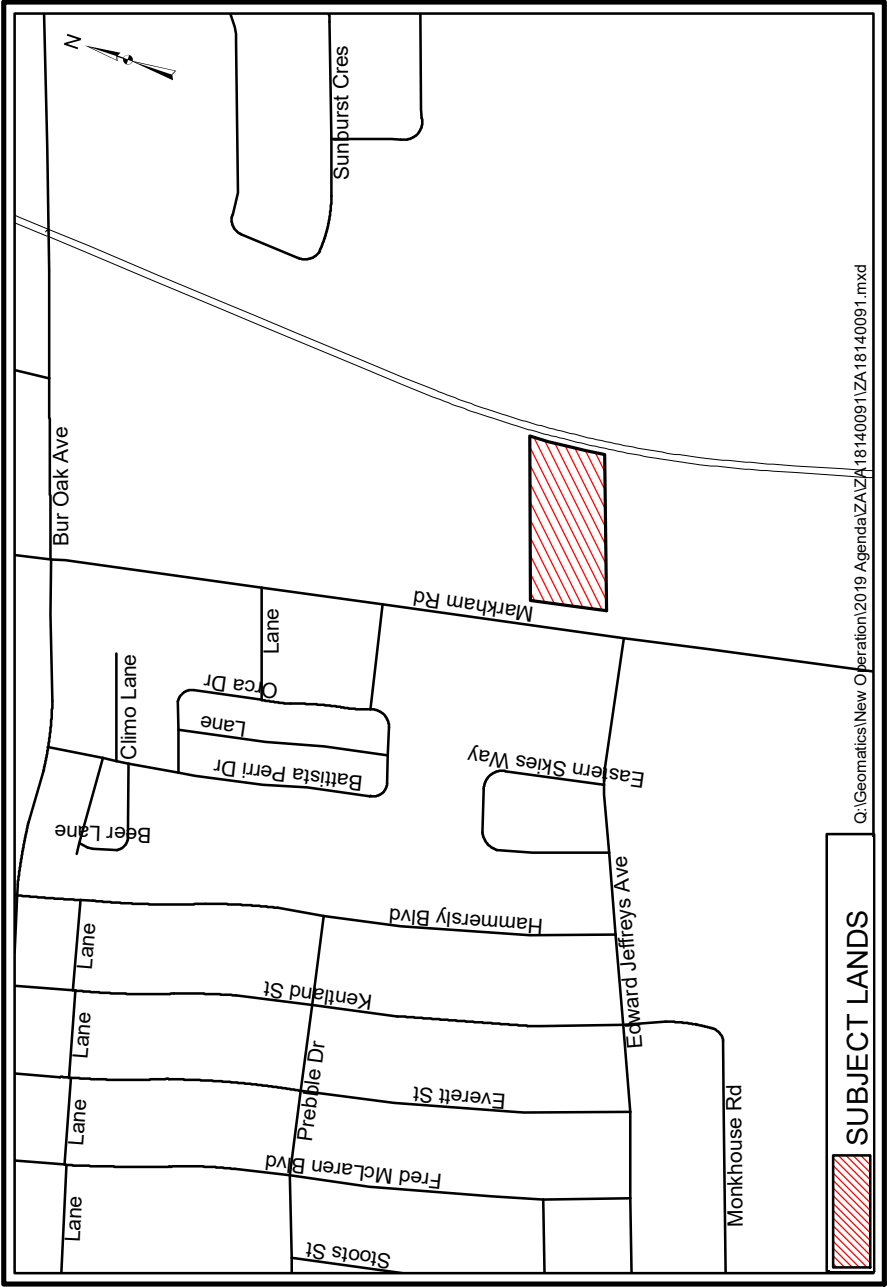 N
Sunburst Cres
Bur Oak Ave
Markham Rd
Lane
Orca Dr
Climo Lane
Lane
Battista Perri Dr
Beer Lane
Eastern Skies Way
Hammersly Blvd
Edward Jeffreys Ave
Lane
Kentland St
Lane
Prebble Dr
Everett St
Lane
Fred McLaren Blvd
Monkhouse Rd
Lane
Stoots St
Q:\Geomatics\New Operation\2019 Agenda\ZA\ZA18140091\ZA18140091.mxd
SUBJECT LANDS